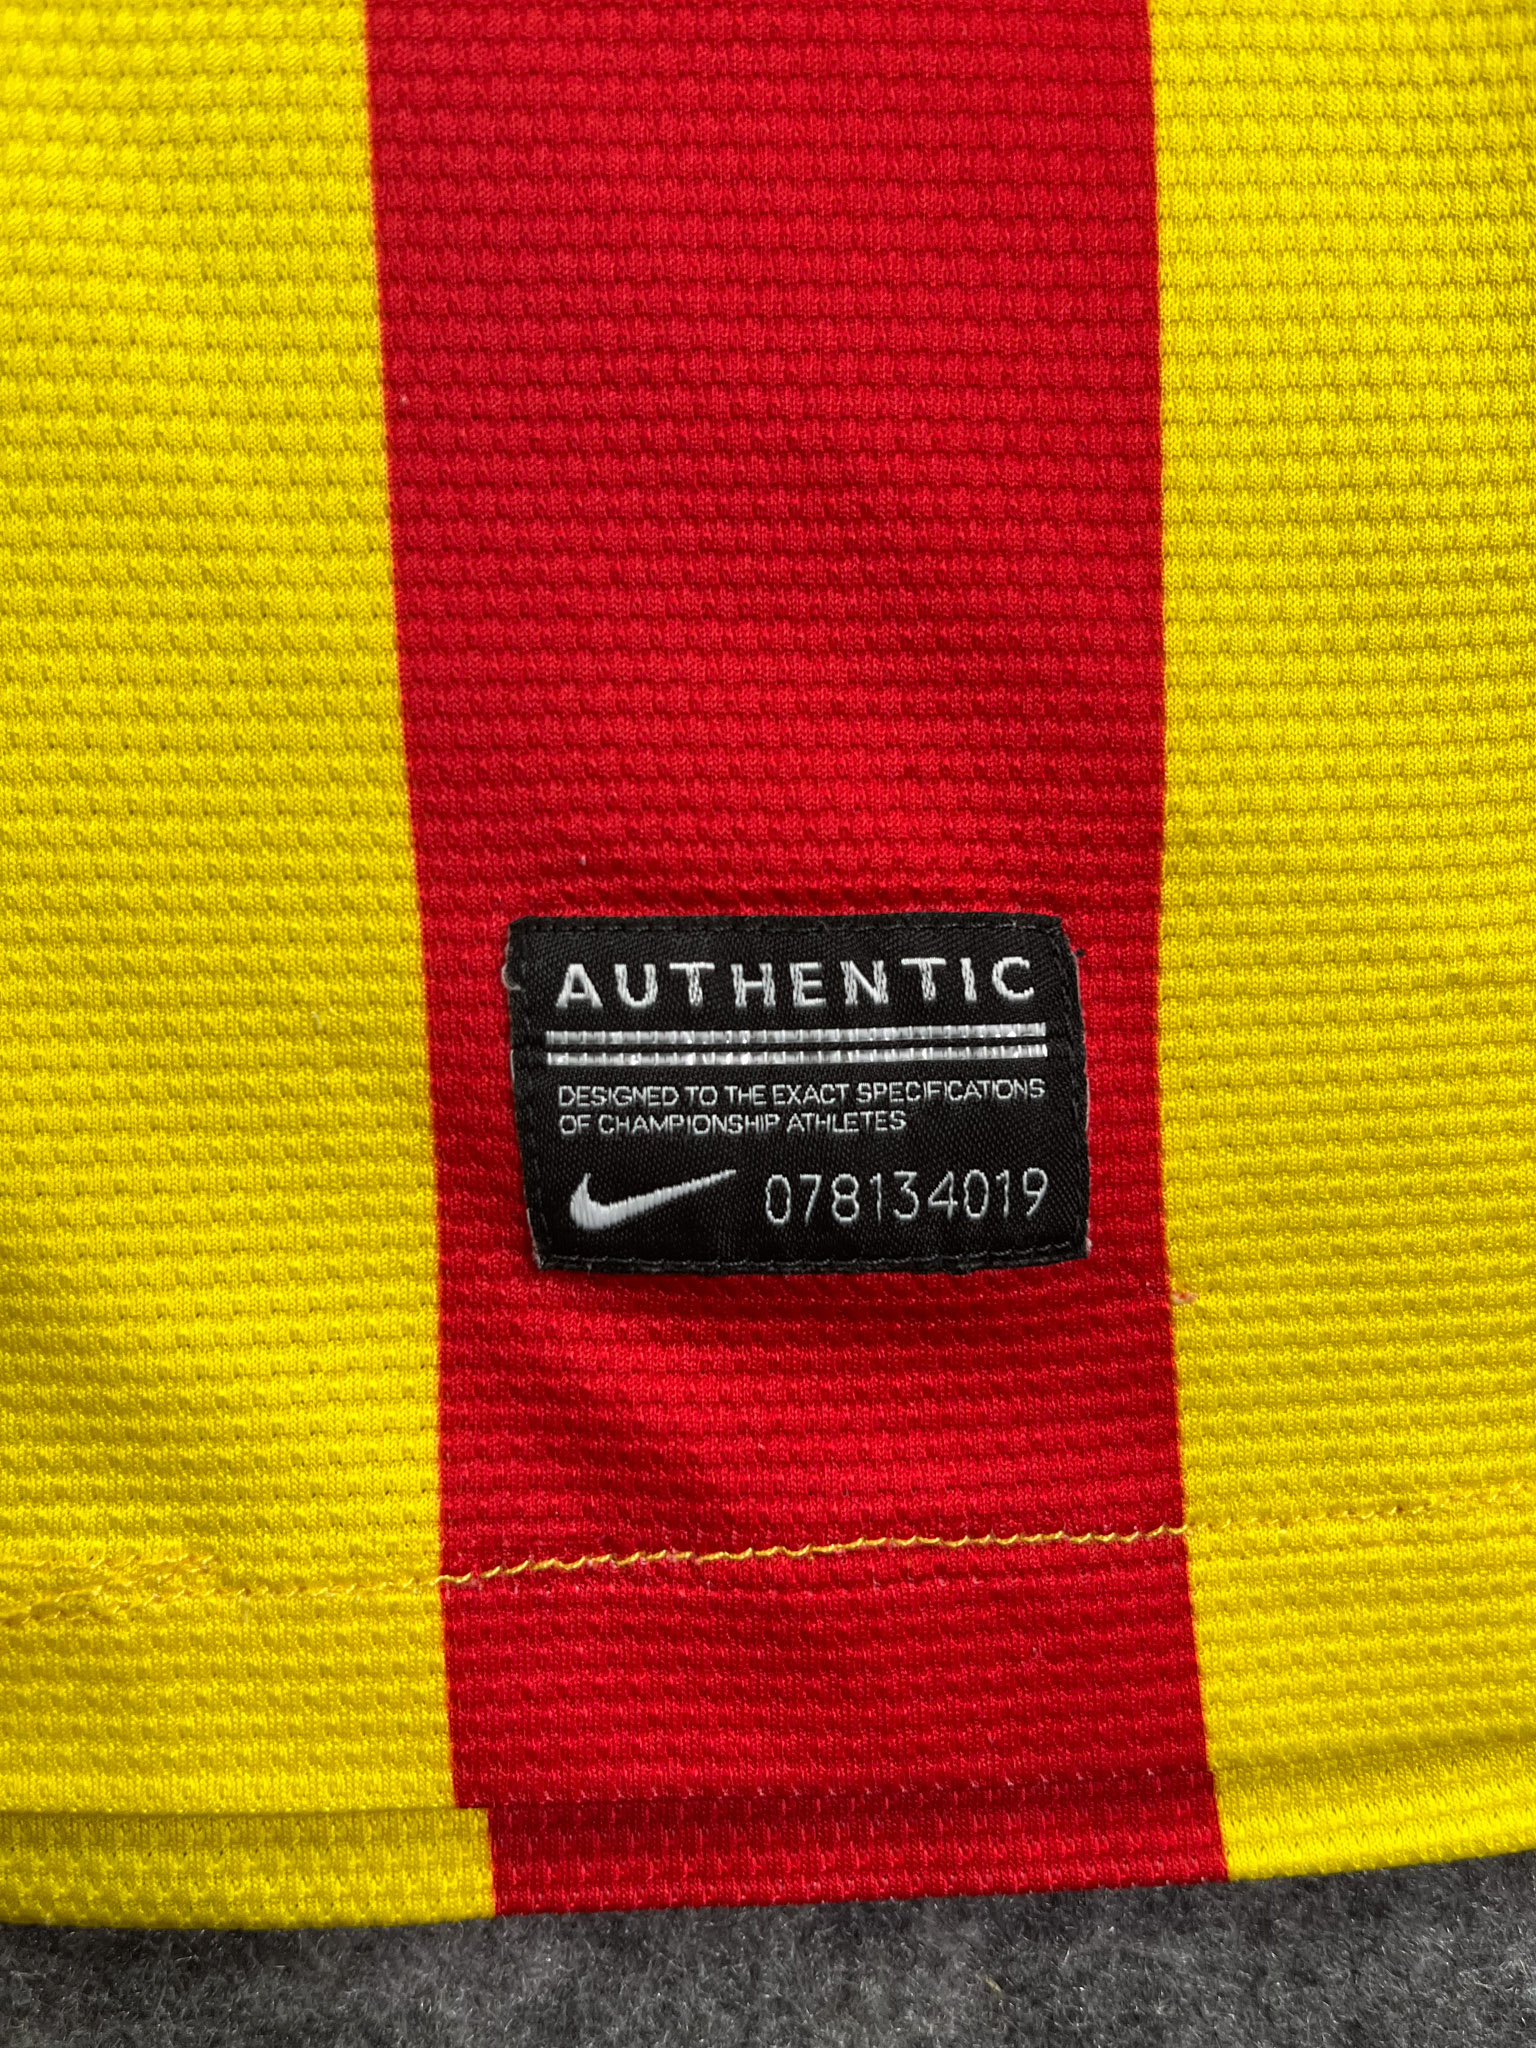 AUTHENTIC
DESIGNED TO THE EXACT SPECIFICATIONS
OF CHAMPIONSHIP ATHLETES
078134019